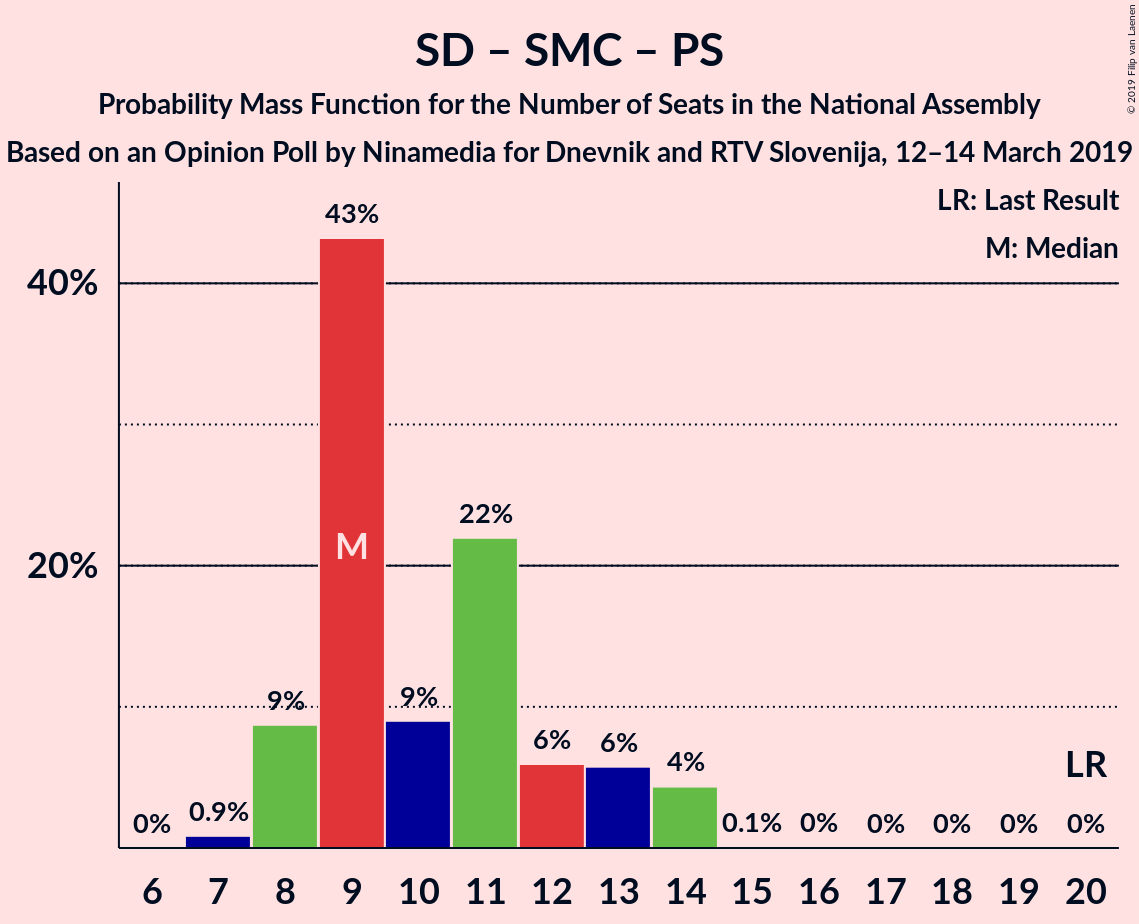 SD – SMC – PS
Probability Mass Function for the Number of Seats in the National Assembly
Based on an Opinion Poll by Ninamedia for Dnevnik and RTV Slovenija, 12–14 March 2019
© 2019 Filip van Laenen
LR: Last Result
M: Median
43%
40%
22%
M
20%
9%
9%
6%
6%
4%
LR
0%
0.9%
0.1%
0%
0%
0%
0%
0%
6 7 8 9 10 11 12 13 14 15 16 17 18 19 20